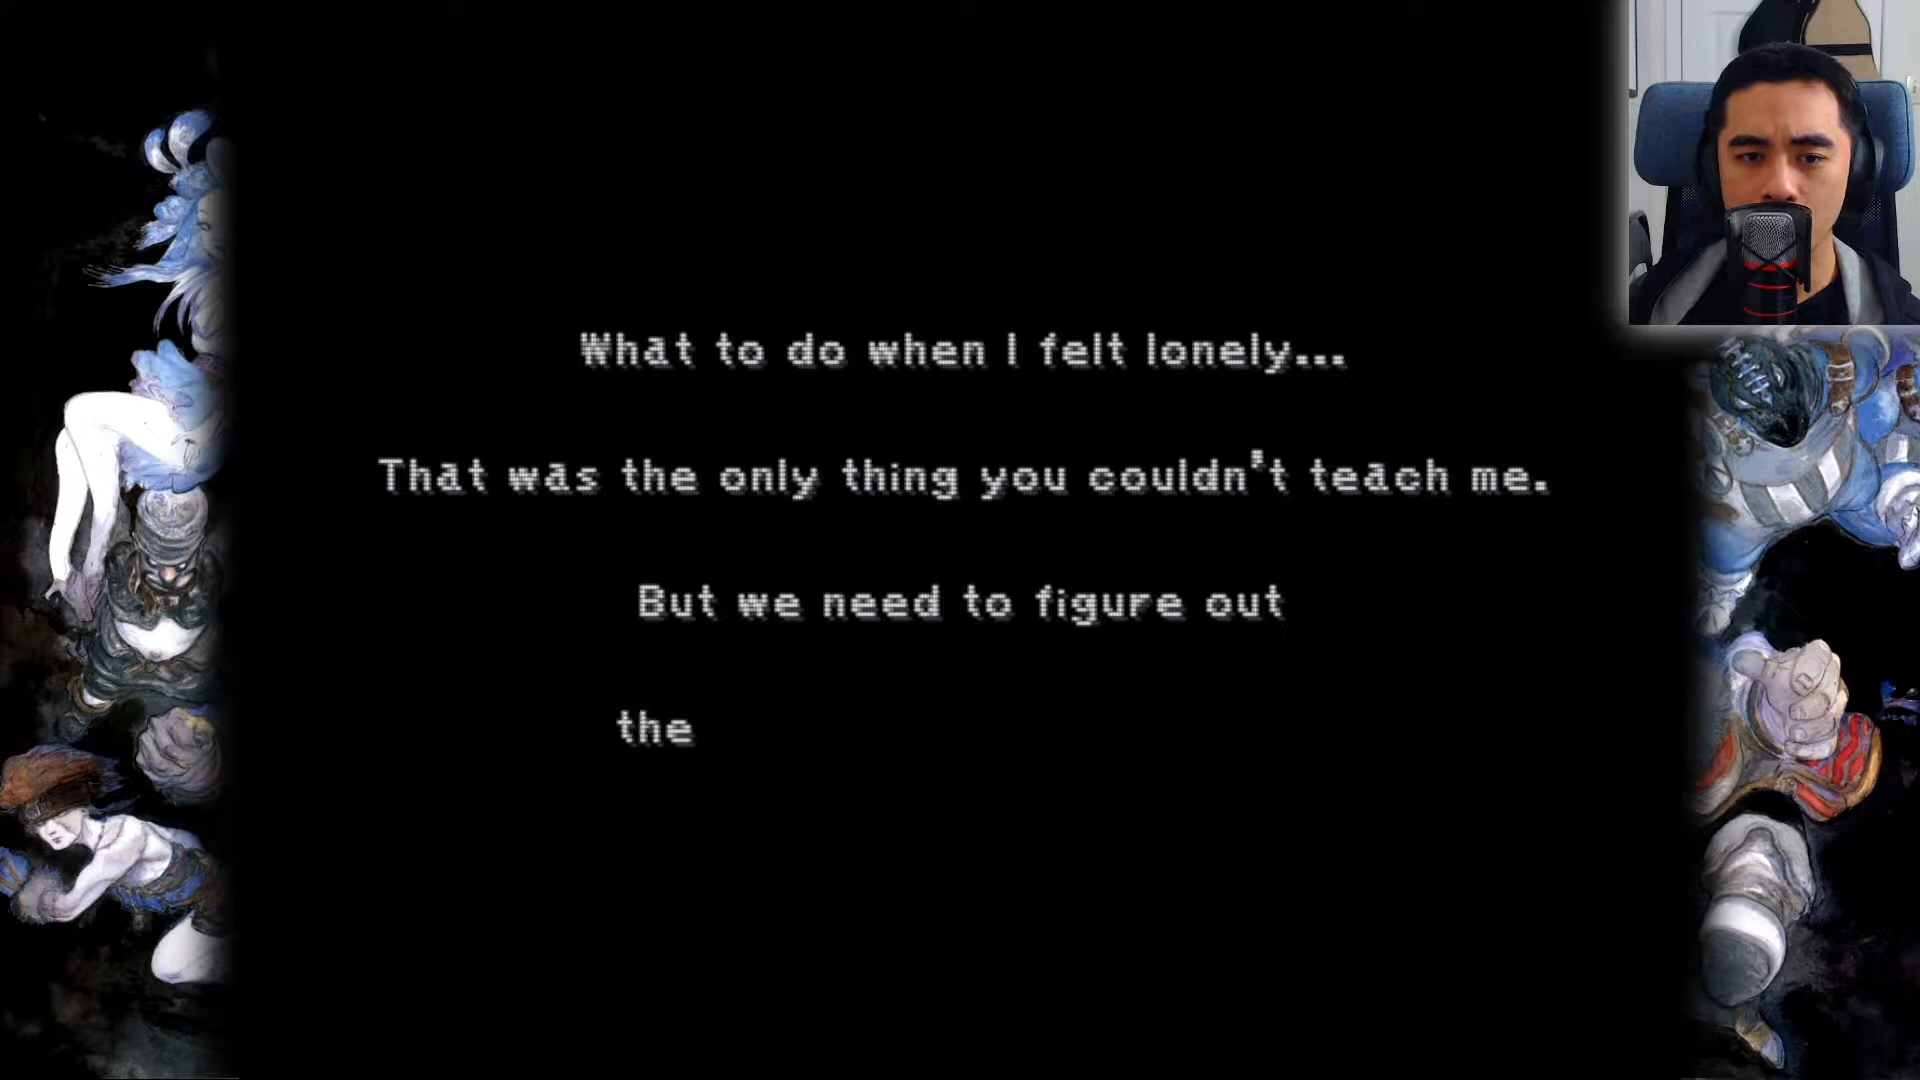 What to do when I felt lonely...
That was the only thing you couldn't teach me.
But we need to figure out
the